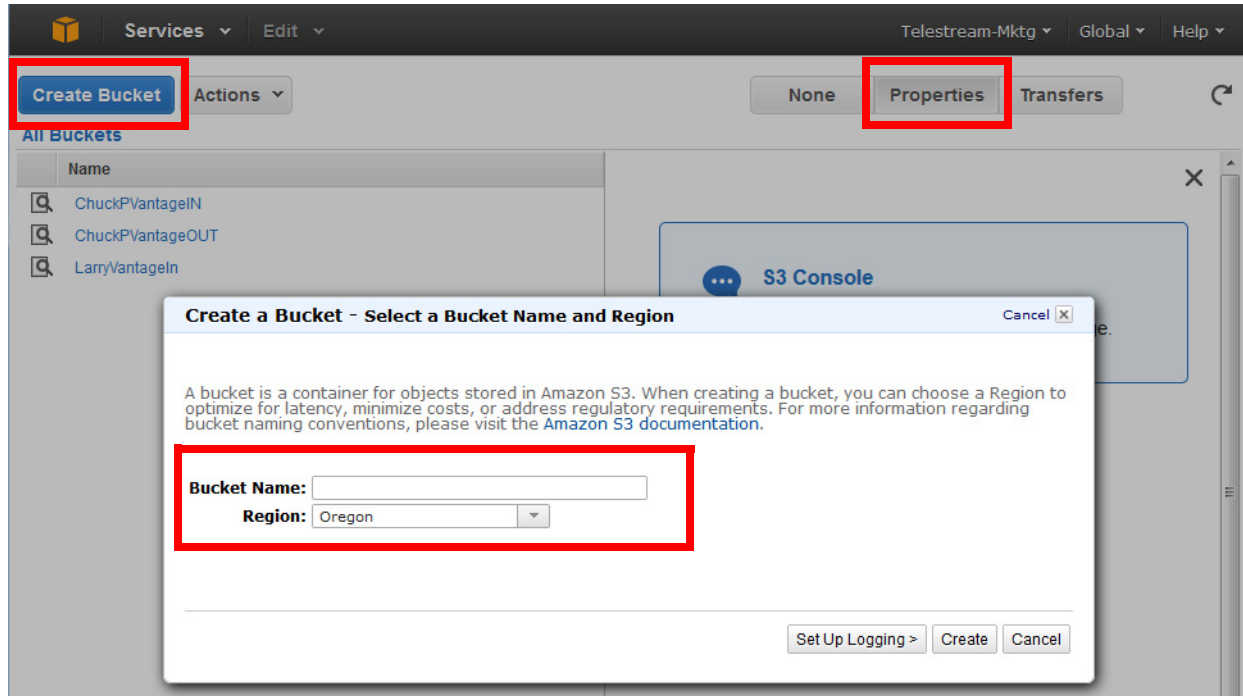 Services Edit Telestream-Mktg Global Help
Create Bucket Actions None Properties Transfers
All Buckets
Name
ChuckPVantageIN
ChuckPVantageOUT
LarryVantageIn
S3 Console
e.
Create a Bucket - Select a Bucket Name and Region Cancel
A bucket is a container for objects stored in Amazon S3. When creating a bucket, you can choose a Region to
optimize for latency, minimize costs, or address regulatory requirements. For more information regarding
bucket naming conventions, please visit the Amazon S3 documentation.
Bucket Name:
Region: Oregon
Set Up Logging > Create Cancel